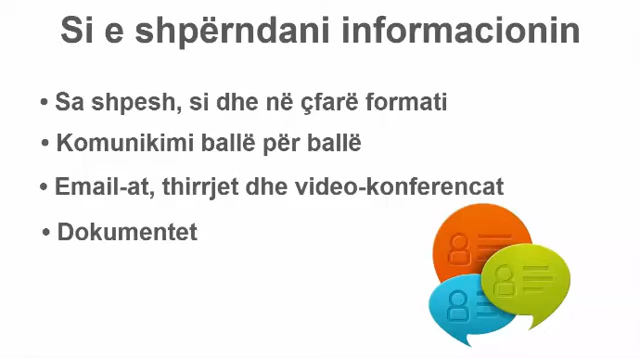 Si e shpërndani informacionin
• Sa shpesh, si dhe në çfarë formati
• Komunikimi ballë për ballë
• Email-at, thirrjet dhe video-konferencat
• Dokumentet